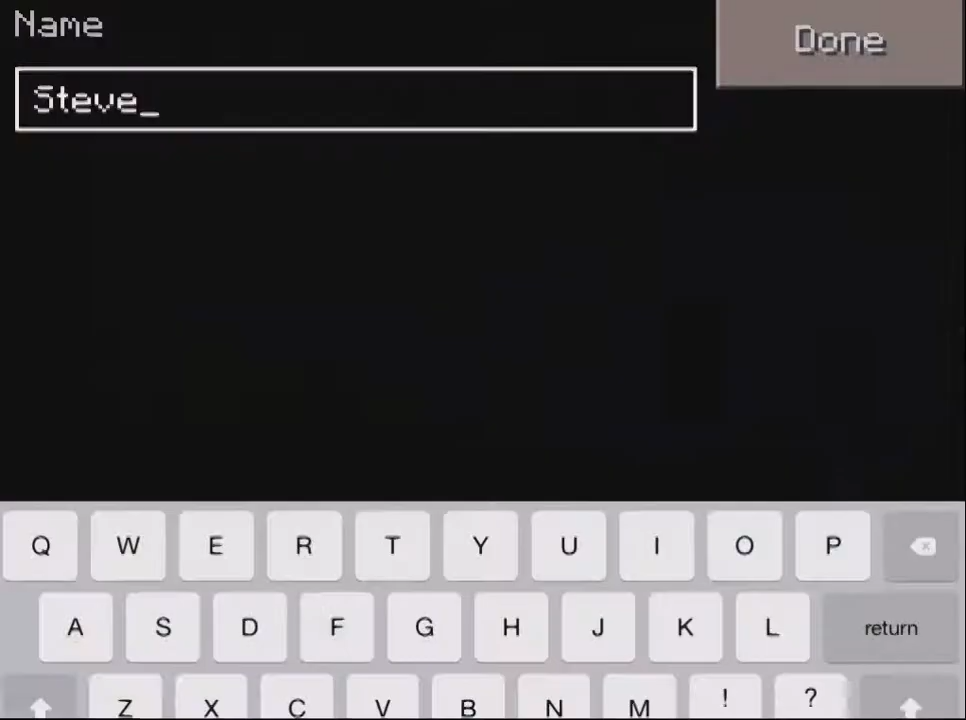 Name
Done
Steve_
Q W E R T Y U I O P
A S D F G H J K L return
Z X C V B N M ! ?